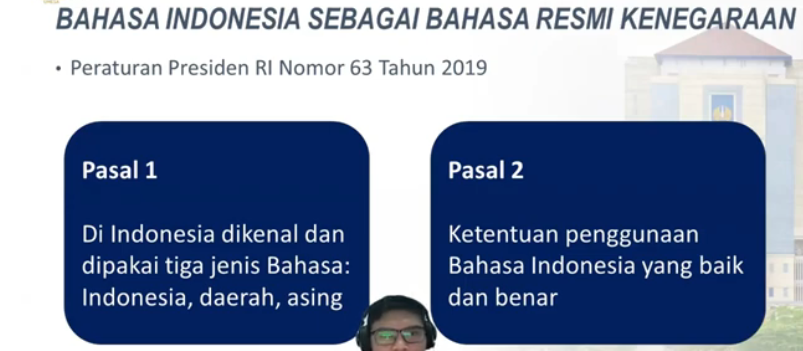 BAHASA INDONESIA SEBAGAI BAHASA RESMI KENEGARAAN
• Peraturan Presiden RI Nomor 63 Tahun 2019
Pasal 1
Di Indonesia dikenal dan
dipakai tiga jenis Bahasa:
Indonesia, daerah, asing
Pasal 2
Ketentuan penggunaan
Bahasa Indonesia yang baik
dan benar